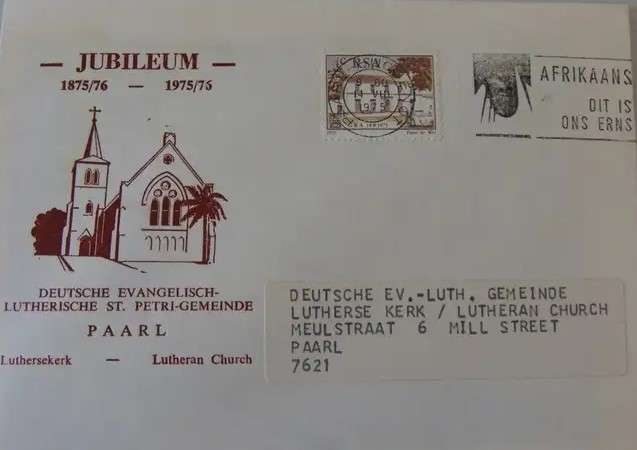 JUBILEUM
1875/76 — 1975/76
DEUTSCHE EVANGELISCH-
LUTHERISCHE ST. PETRI-GEMEINDE
PAARL
Luthersekerk — Lutheran Church
AFRIKAANS
DIT IS
ONS ERNS
DEUTSCHE EV.-LUTH. GEMEINDE
LUTHERSE KERK / LUTHERAN CHURCH
MEULSTRAAT 6 MILL STREET
PAARL
7621